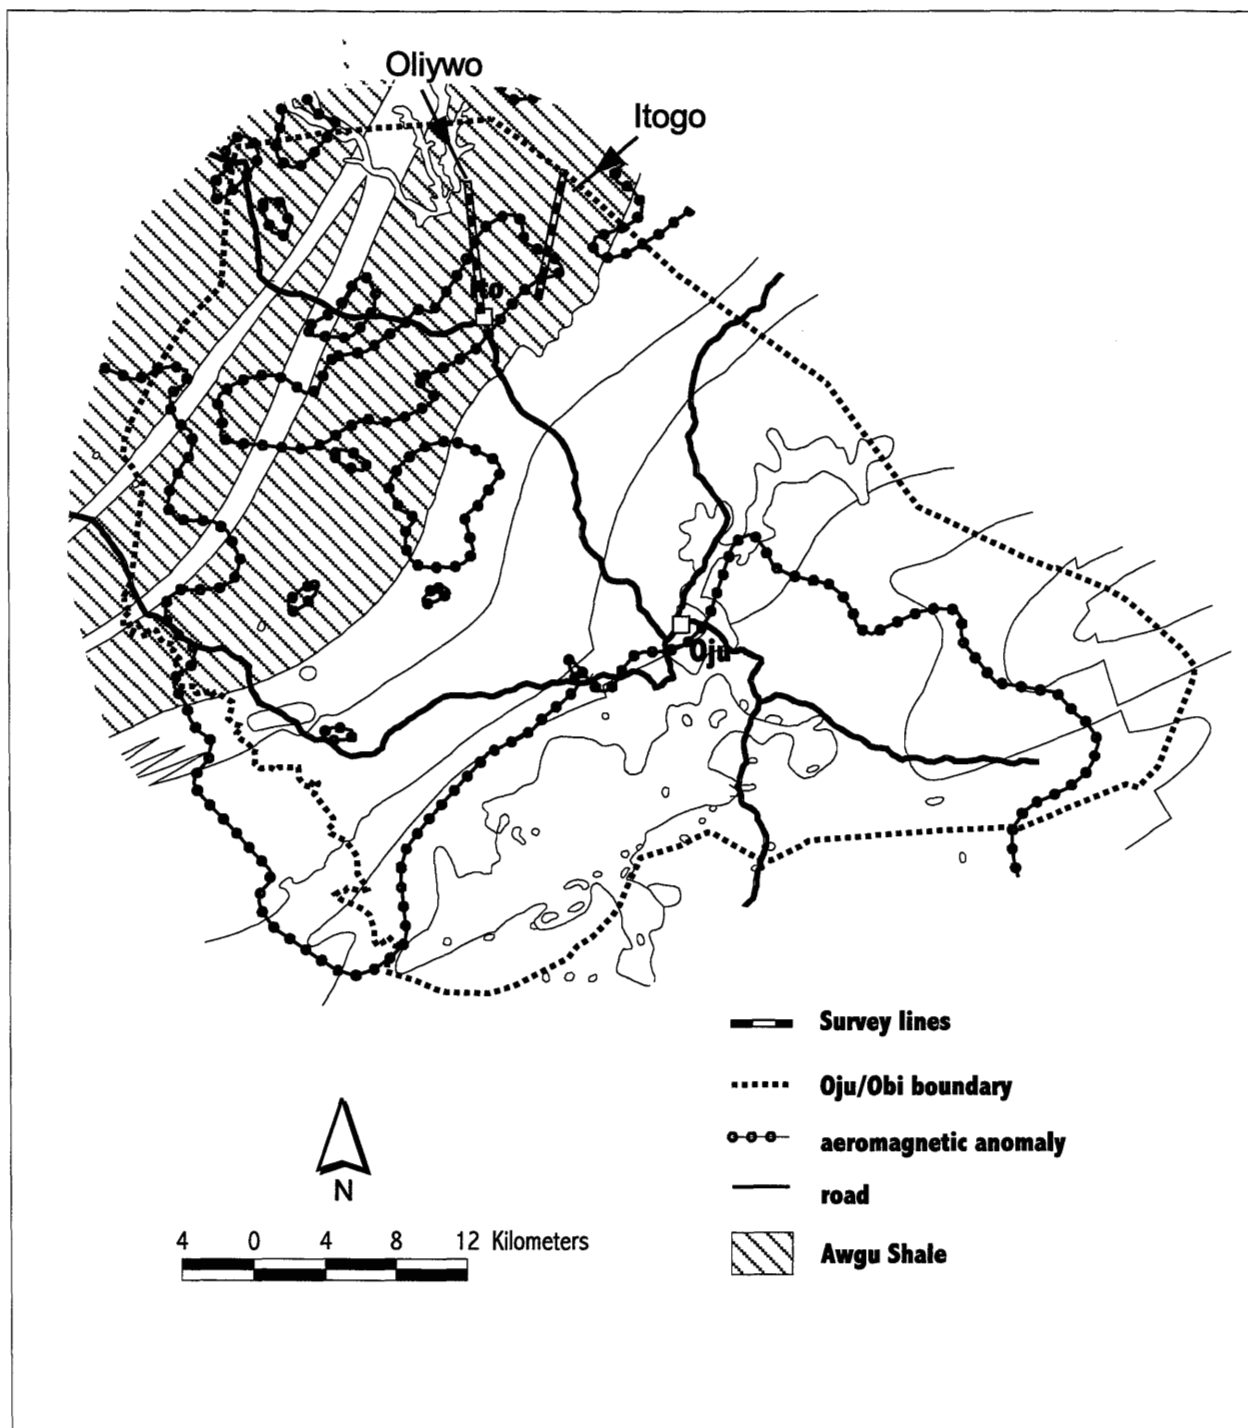 Oliywo
Itogo
Oju
Survey lines
Oju/Obi boundary
aeromagnetic anomaly
road
Awgu Shale
N
4 0 4 8 12 Kilometers